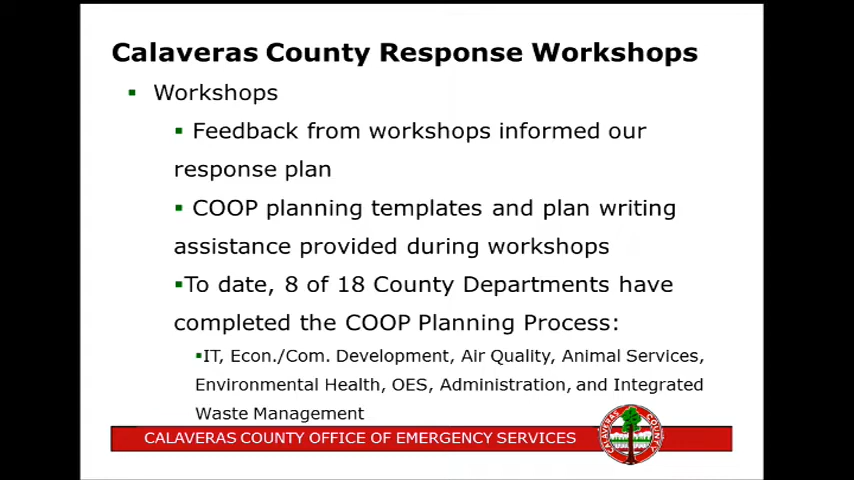 Calaveras County Response Workshops
▪ Workshops
▪ Feedback from workshops informed our
response plan
▪ COOP planning templates and plan writing
assistance provided during workshops
▪To date, 8 of 18 County Departments have
completed the COOP Planning Process:
▪IT, Econ./Com. Development, Air Quality, Animal Services,
Environmental Health, OES, Administration, and Integrated
Waste Management
CALAVERAS COUNTY OFFICE OF EMERGENCY SERVICES
CALAVERAS COUNTY